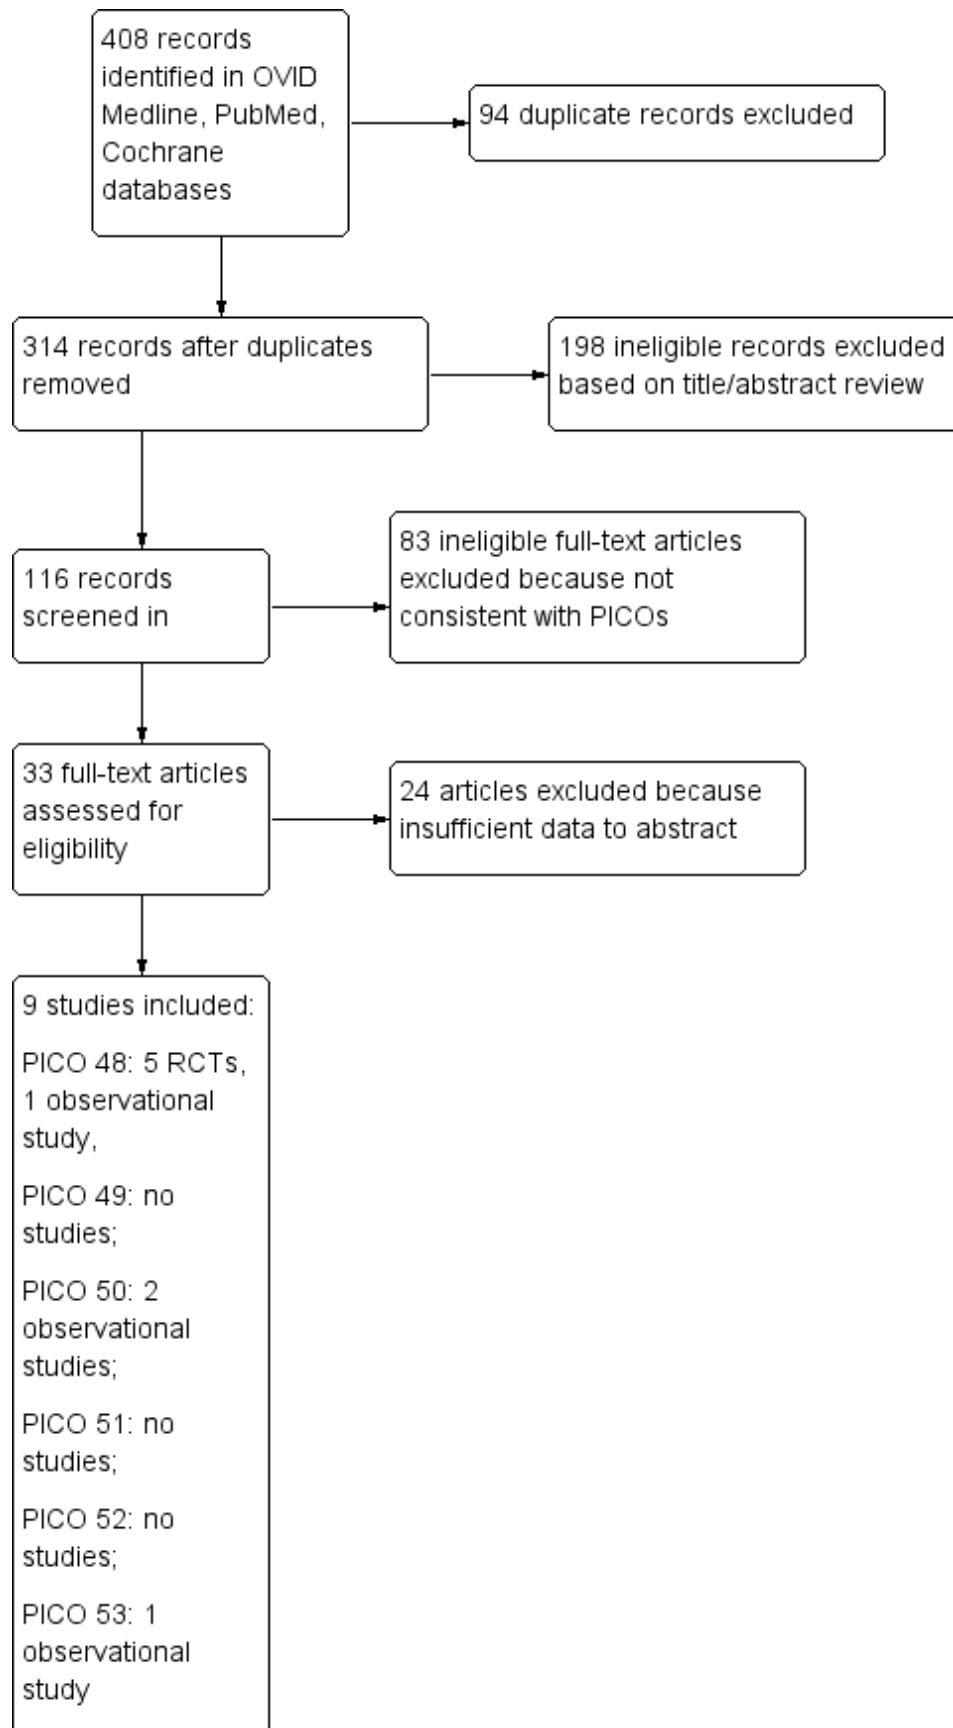 408 records
identified in OVID
Medline, PubMed,
Cochrane
databases
94 duplicate records excluded
314 records after duplicates
removed
198 ineligible records excluded
based on title/abstract review
116 records
screened in
83 ineligible full-text articles
excluded because not
consistent with PICOs
33 full-text articles
assessed for
eligibility
24 articles excluded because
insufficient data to abstract
9 studies included:
PICO 48: 5 RCTs,
1 observational
study,
PICO 49: no
studies;
PICO 50: 2
observational
studies;
PICO 51: no
studies;
PICO 52: no
studies;
PICO 53: 1
observational
study